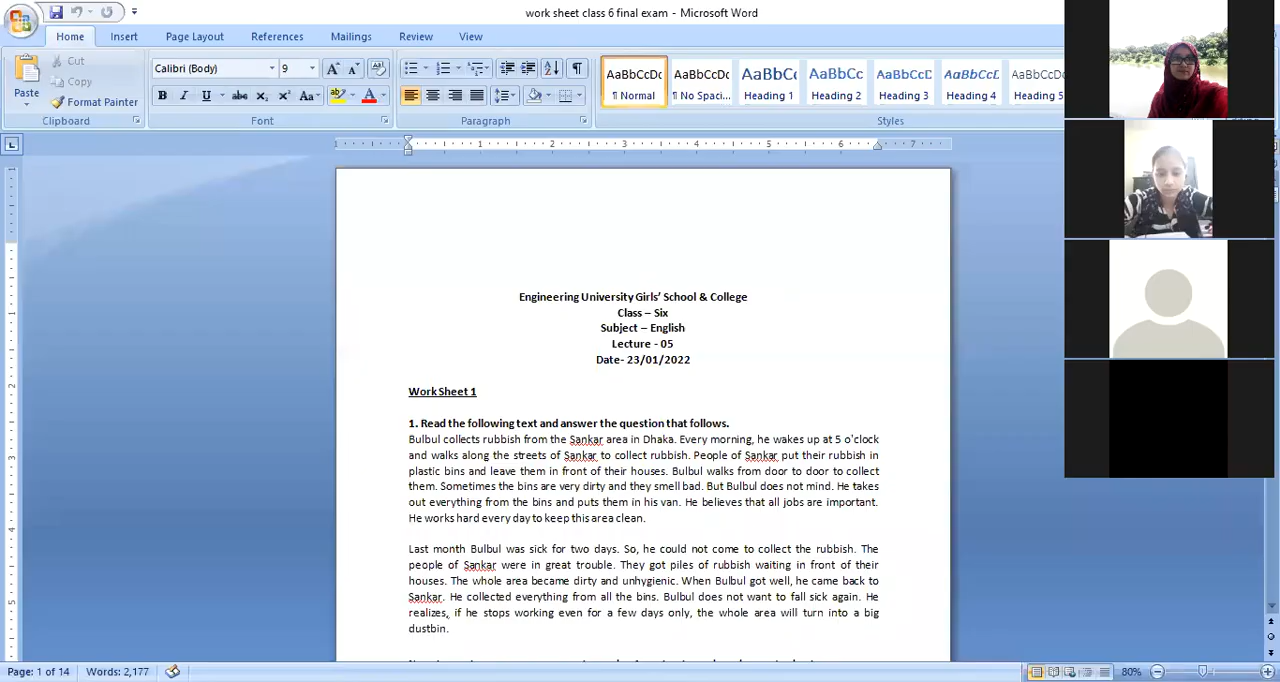 work sheet class 6 final exam - Microsoft Word
Home Insert Page Layout References Mailings Review View
Paste
Cut
Copy
Format Painter
Clipboard
Calibri (Body) 9
Font
Paragraph
AaBbCcDc AaBbCcDc AaBbCc AaBbCc AaBbCcD AaBbCcL AaBbCcDc
¶ Normal ¶ No Spaci... Heading 1 Heading 2 Heading 3 Heading 4 Heading 5
Styles
1 1 2 3 4 5 6 7
Engineering University Girls' School & College
Class – Six
Subject – English
Lecture - 05
Date- 23/01/2022
Work Sheet 1
1. Read the following text and answer the question that follows.
Bulbul collects rubbish from the Sankar area in Dhaka. Every morning, he wakes up at 5 o'clock
and walks along the streets of Sankar to collect rubbish. People of Sankar put their rubbish in
plastic bins and leave them in front of their houses. Bulbul walks from door to door to collect
them. Sometimes the bins are very dirty and they smell bad. But Bulbul does not mind. He takes
out everything from the bins and puts them in his van. He believes that all jobs are important.
He works hard every day to keep this area clean.
Last month Bulbul was sick for two days. So, he could not come to collect the rubbish. The
people of Sankar were in great trouble. They got piles of rubbish waiting in front of their
houses. The whole area became dirty and unhygienic. When Bulbul got well, he came back to
Sankar. He collected everything from all the bins. Bulbul does not want to fall sick again. He
realizes, if he stops working even for a few days only, the whole area will turn into a big
dustbin.
Page: 1 of 14 Words: 2,177 80%